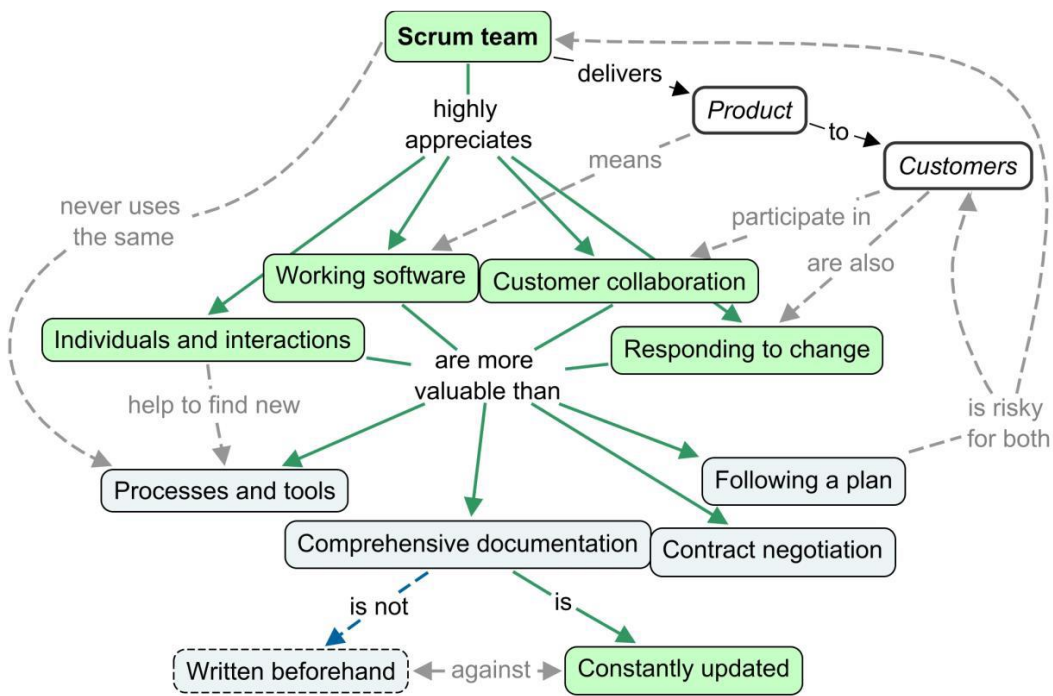 Scrum team
delivers
Product
to
Customers
highly
appreciates
means
participate in
are also
never uses
the same
Working software
Customer collaboration
Individuals and interactions
Responding to change
are more
valuable than
help to find new
is risky
for both
Processes and tools
Following a plan
Comprehensive documentation
Contract negotiation
is not
is
Written beforehand
against
Constantly updated